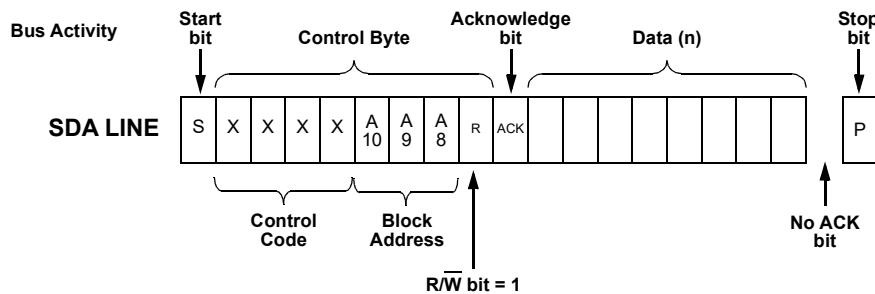 Bus Activity
Start
bit
Control Byte
Acknowledge
bit
Data (n)
Stop
bit
SDA LINE
S
X
X
X
X
A
10
A
9
A
8
R
ACK
P
Control
Code
Block
Address
No ACK
bit
R/W̅ bit = 1